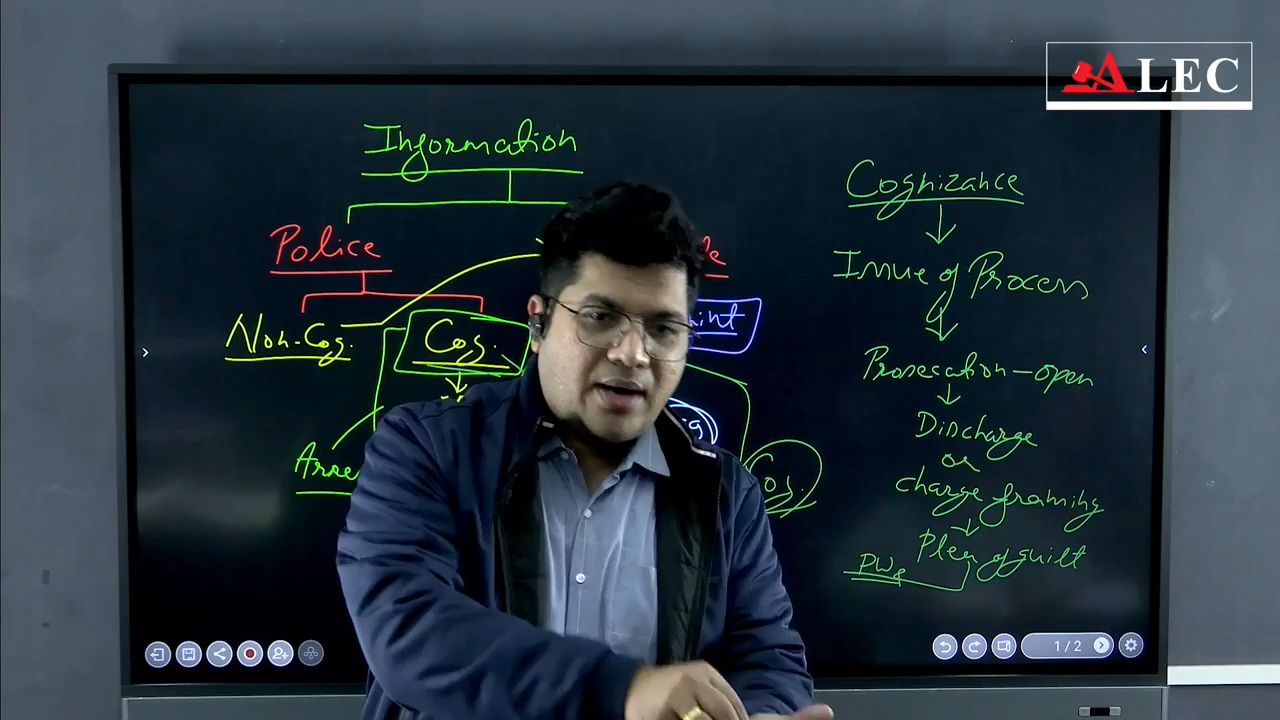 ALEC
Information
Police
Non-Cog.
Cog.
Cognizance
↓
Issue of Process
↓
Prosecution-open
↓
Discharge
or
charge framing
↓
Plea of guilt
PWs
1/2